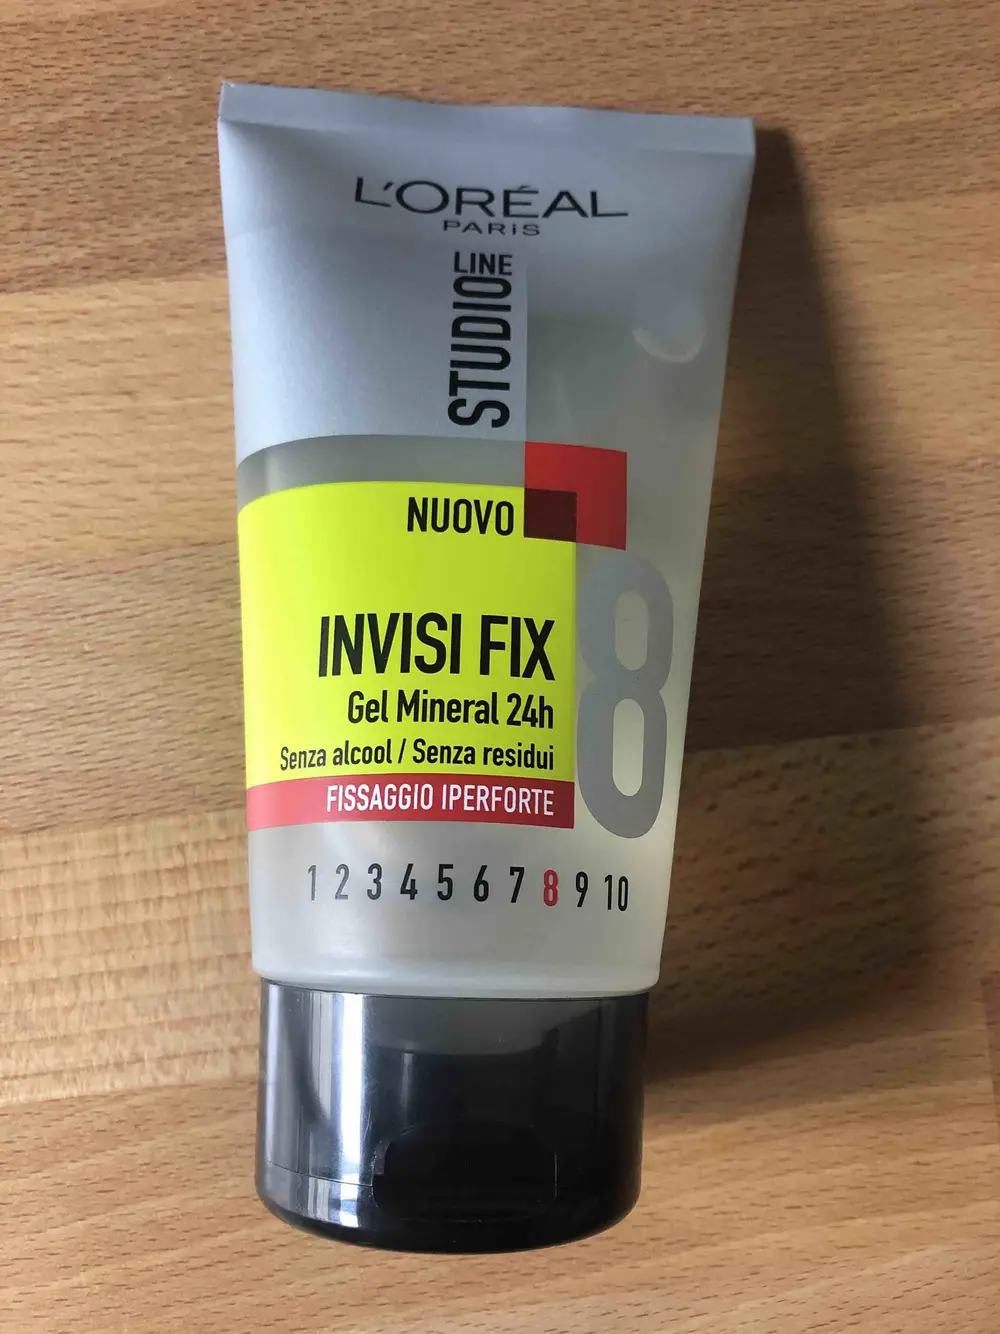 L'ORÉAL
PARIS
STUDIO LINE
NUOVO
8
INVISI FIX
Gel Mineral 24h
Senza alcool / Senza residui
FISSAGGIO IPERFORTE
1 2 3 4 5 6 7 8 9 10